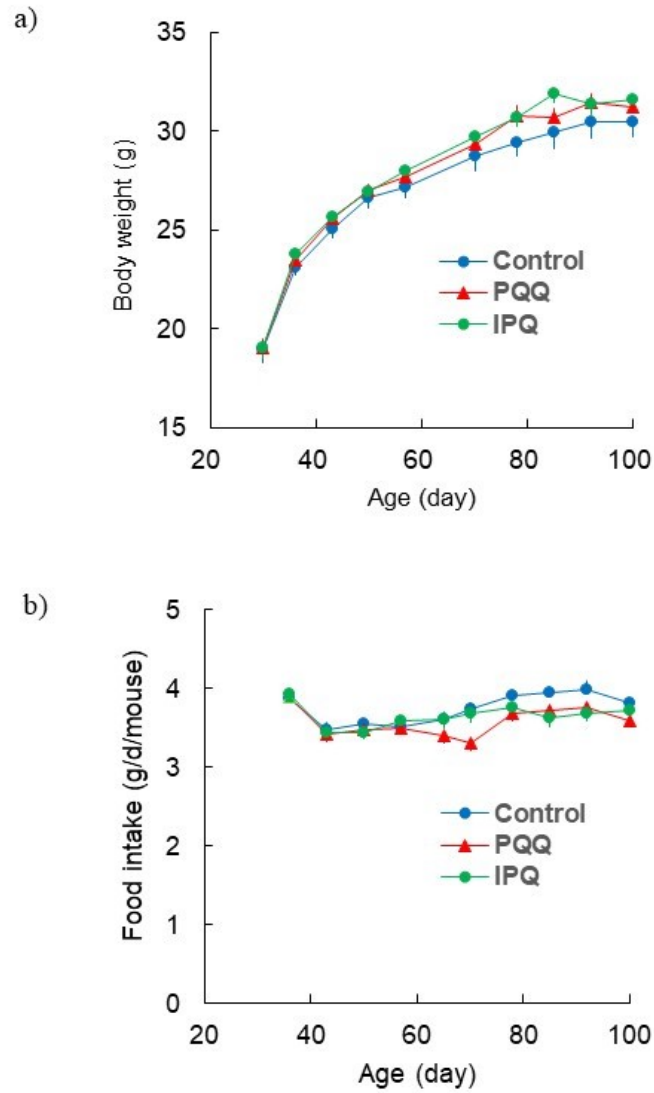 a)
35
30
25
20
15
Body weight (g)
Control
PQQ
IPQ
20 40 60 80 100
Age (day)
b)
5
4
3
2
1
0
Food intake (g/d/mouse)
Control
PQQ
IPQ
20 40 60 80 100
Age (day)